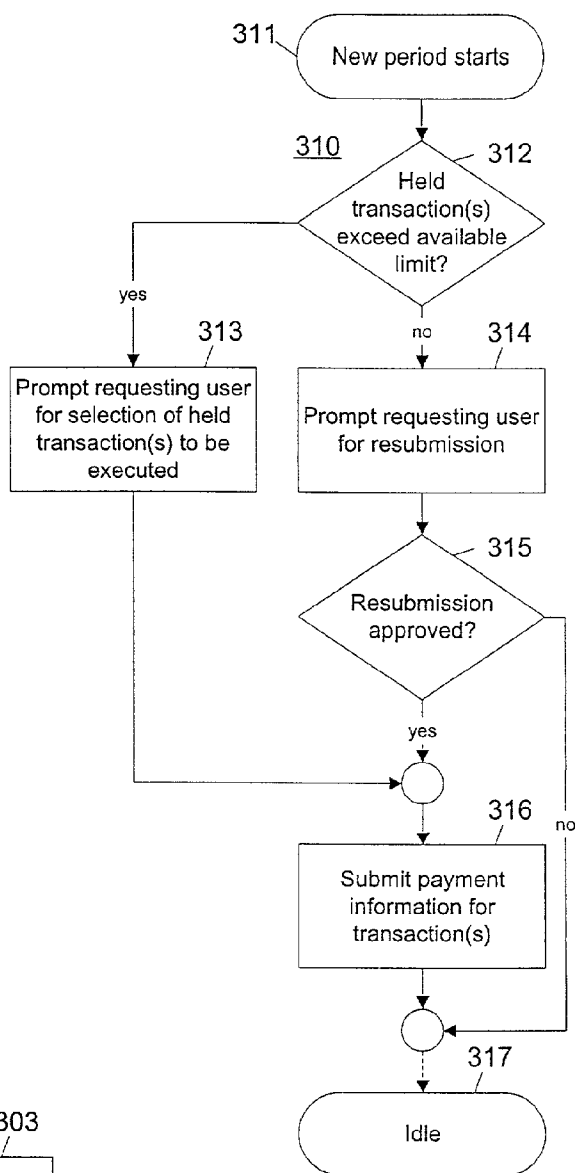 311
New period starts
310
312
Held
transaction(s)
exceed available
limit?
yes
no
313
314
Prompt requesting user
for selection of held
transaction(s) to be
executed
Prompt requesting user
for resubmission
315
Resubmission
approved?
yes
no
316
Submit payment
information for
transaction(s)
317
Idle
303